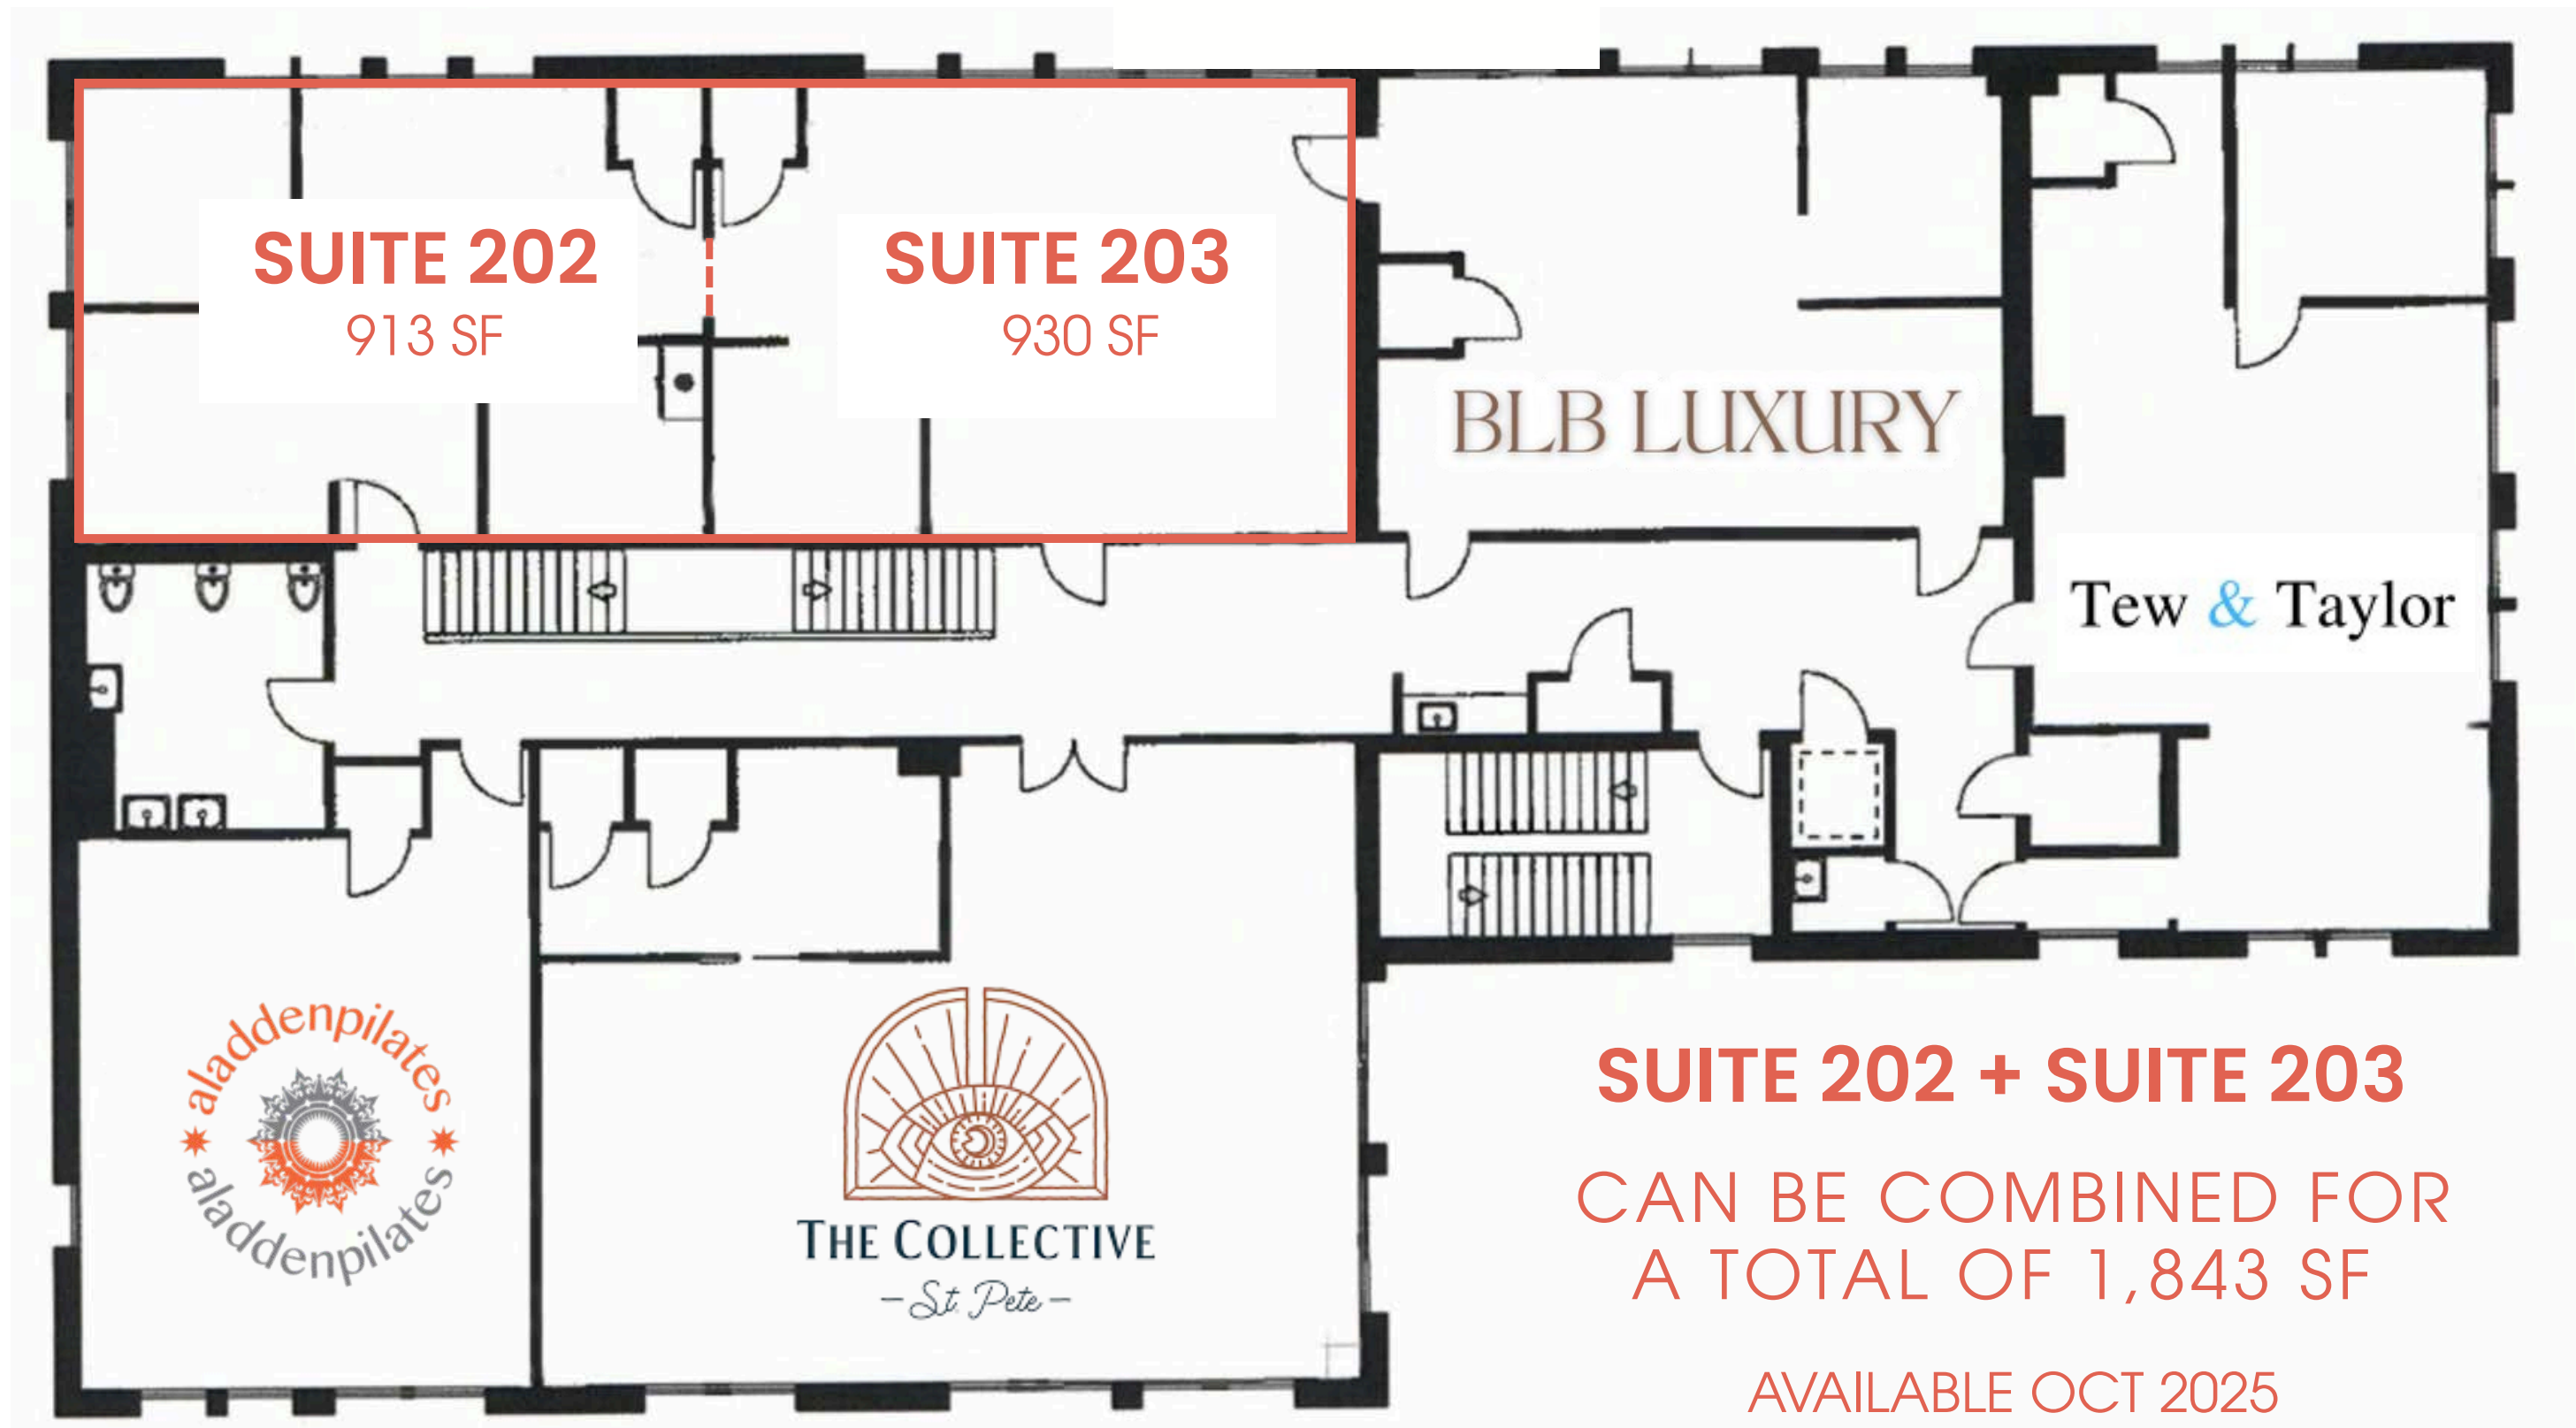 SUITE 202
913 SF
SUITE 203
930 SF
BLB LUXURY
Tew & Taylor
aladdenpilates
aladdenpilates
THE COLLECTIVE
– St. Pete –
SUITE 202 + SUITE 203
CAN BE COMBINED FOR
A TOTAL OF 1,843 SF
AVAILABLE OCT 2025